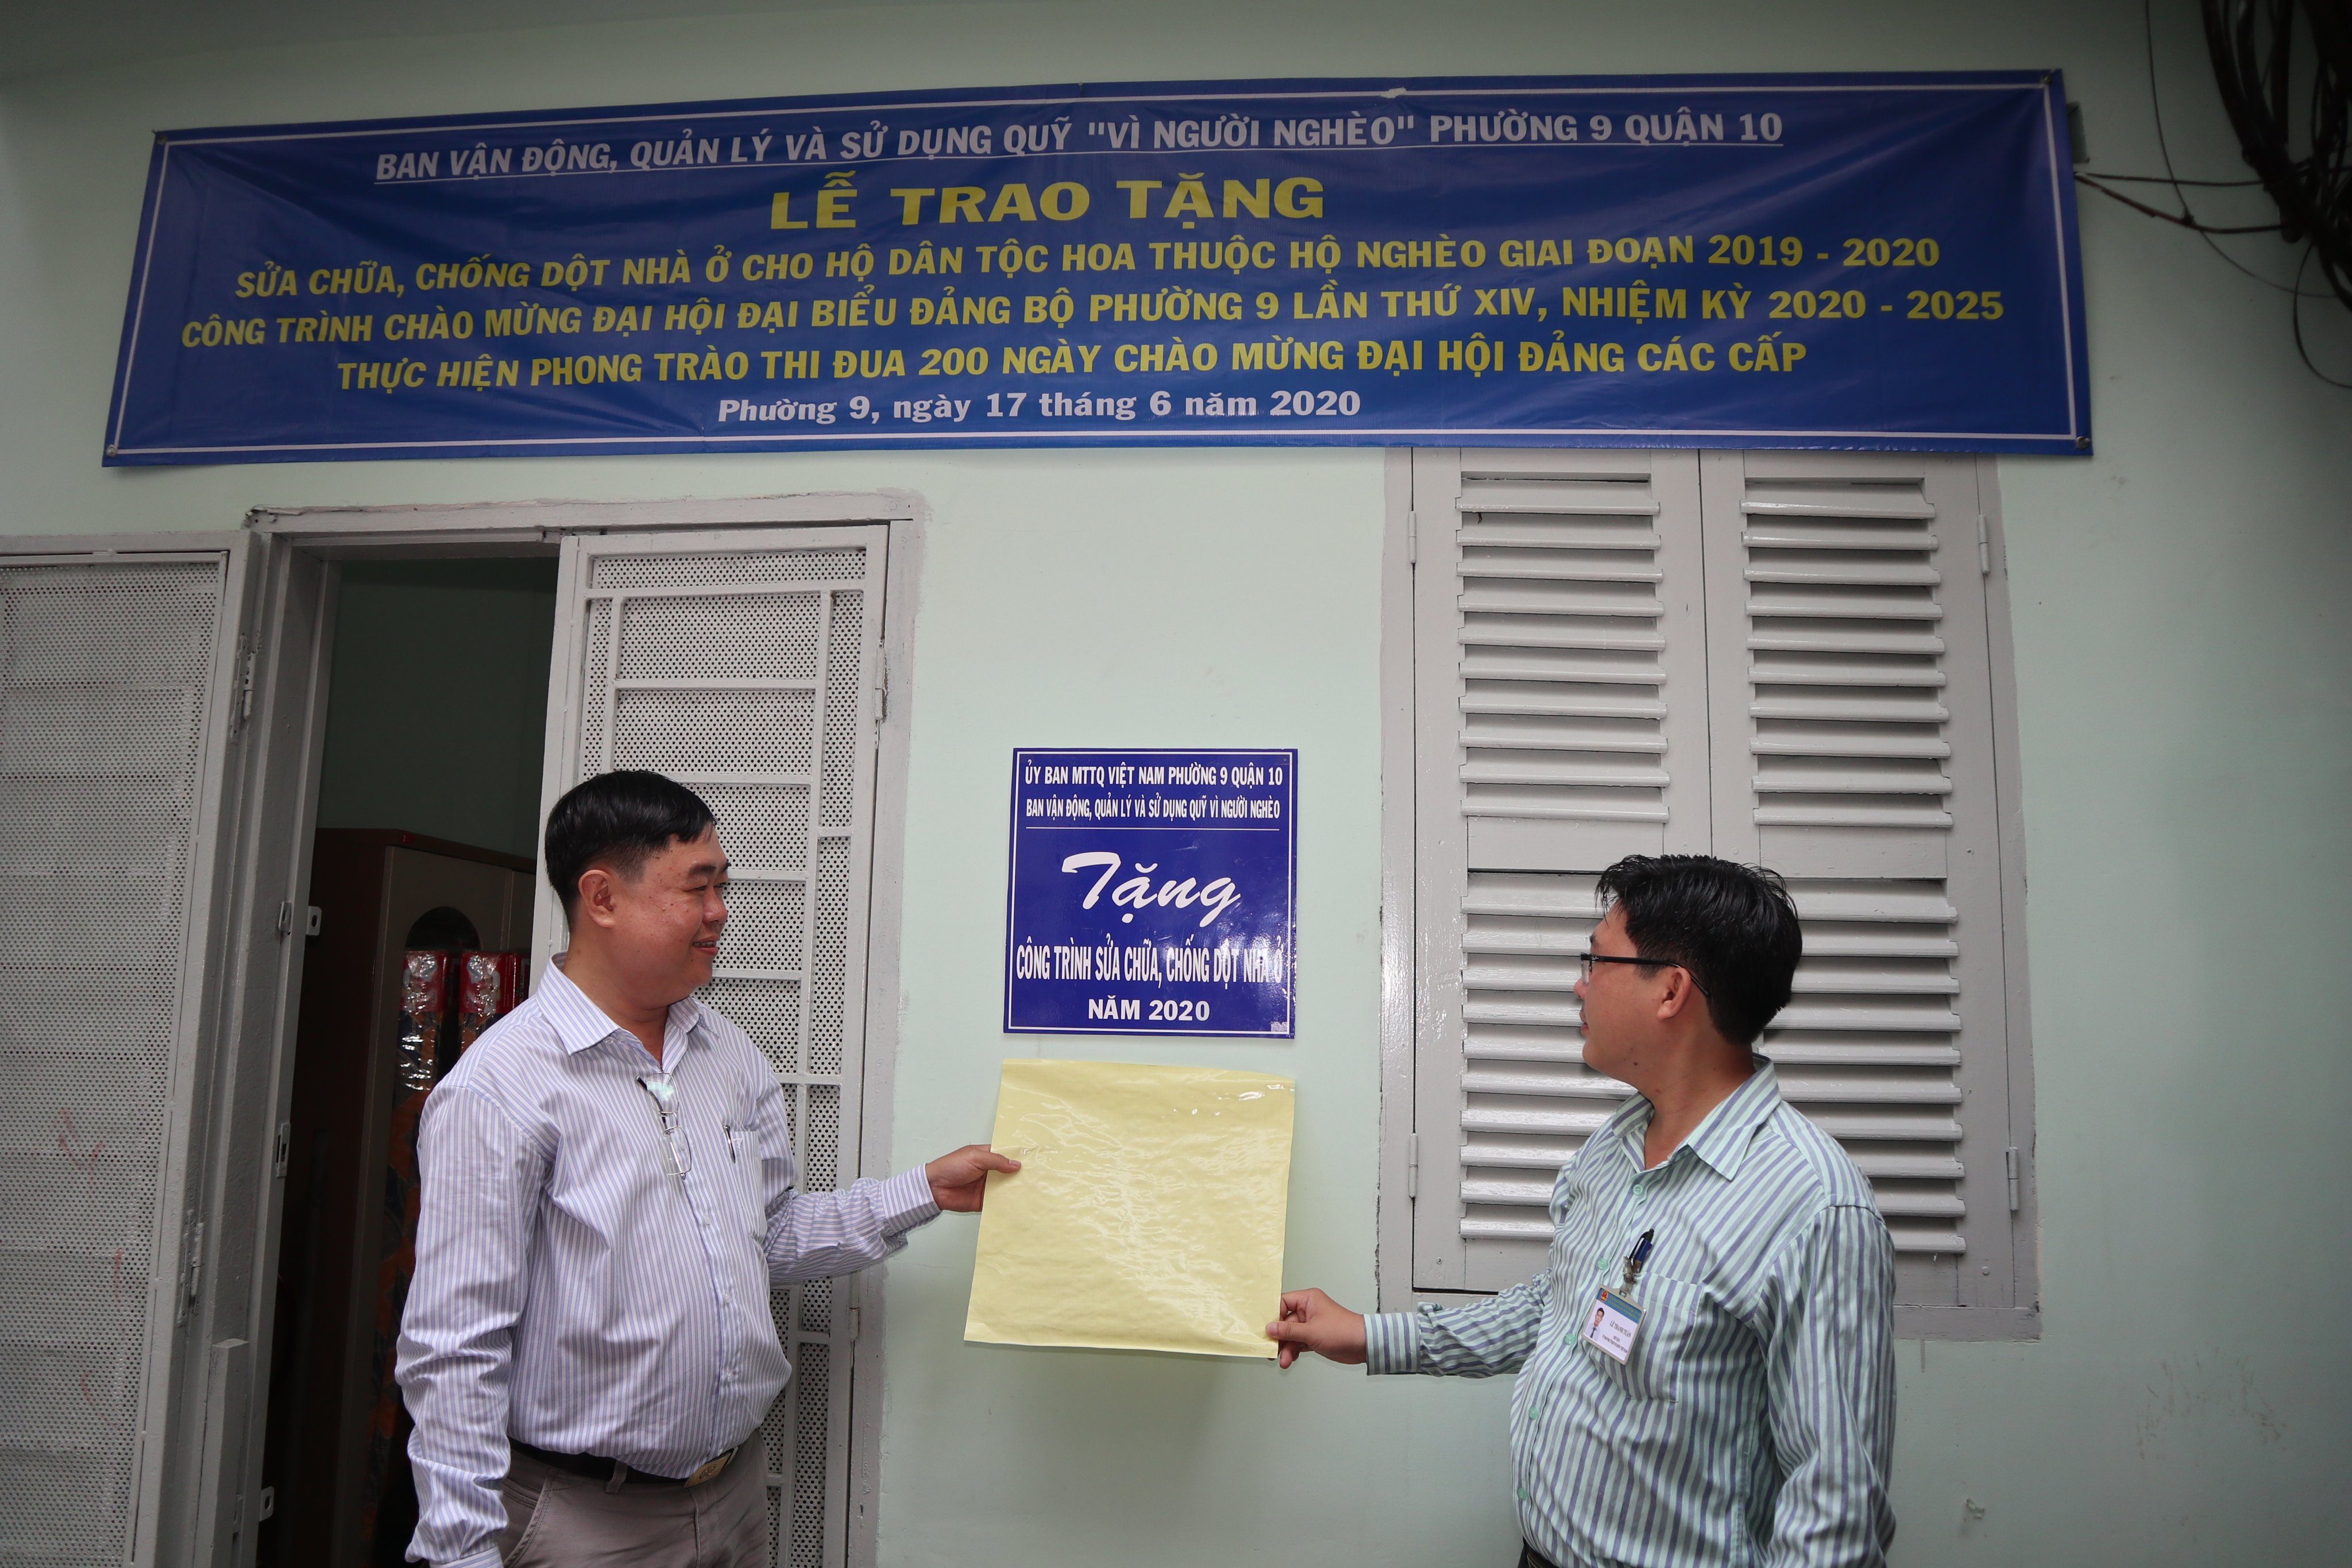 BAN VẬN ĐỘNG, QUẢN LÝ VÀ SỬ DỤNG QUỸ "VÌ NGƯỜI NGHÈO" PHƯỜNG 9 QUẬN 10
LỄ TRAO TẶNG
SỬA CHỮA, CHỐNG DỘT NHÀ Ở CHO HỘ DÂN TỘC HOA THUỘC HỘ NGHÈO GIAI ĐOẠN 2019 - 2020
CÔNG TRÌNH CHÀO MỪNG ĐẠI HỘI ĐẠI BIỂU ĐẢNG BỘ PHƯỜNG 9 LẦN THỨ XIV, NHIỆM KỲ 2020 - 2025
THỰC HIỆN PHONG TRÀO THI ĐUA 200 NGÀY CHÀO MỪNG ĐẠI HỘI ĐẢNG CÁC CẤP
Phường 9, ngày 17 tháng 6 năm 2020
ỦY BAN MTTQ VIỆT NAM PHƯỜNG 9 QUẬN 10
BAN VẬN ĐỘNG, QUẢN LÝ VÀ SỬ DỤNG QUỸ VÌ NGƯỜI NGHÈO
Tặng
CÔNG TRÌNH SỬA CHỮA, CHỐNG DỘT NHÀ Ở
NĂM 2020